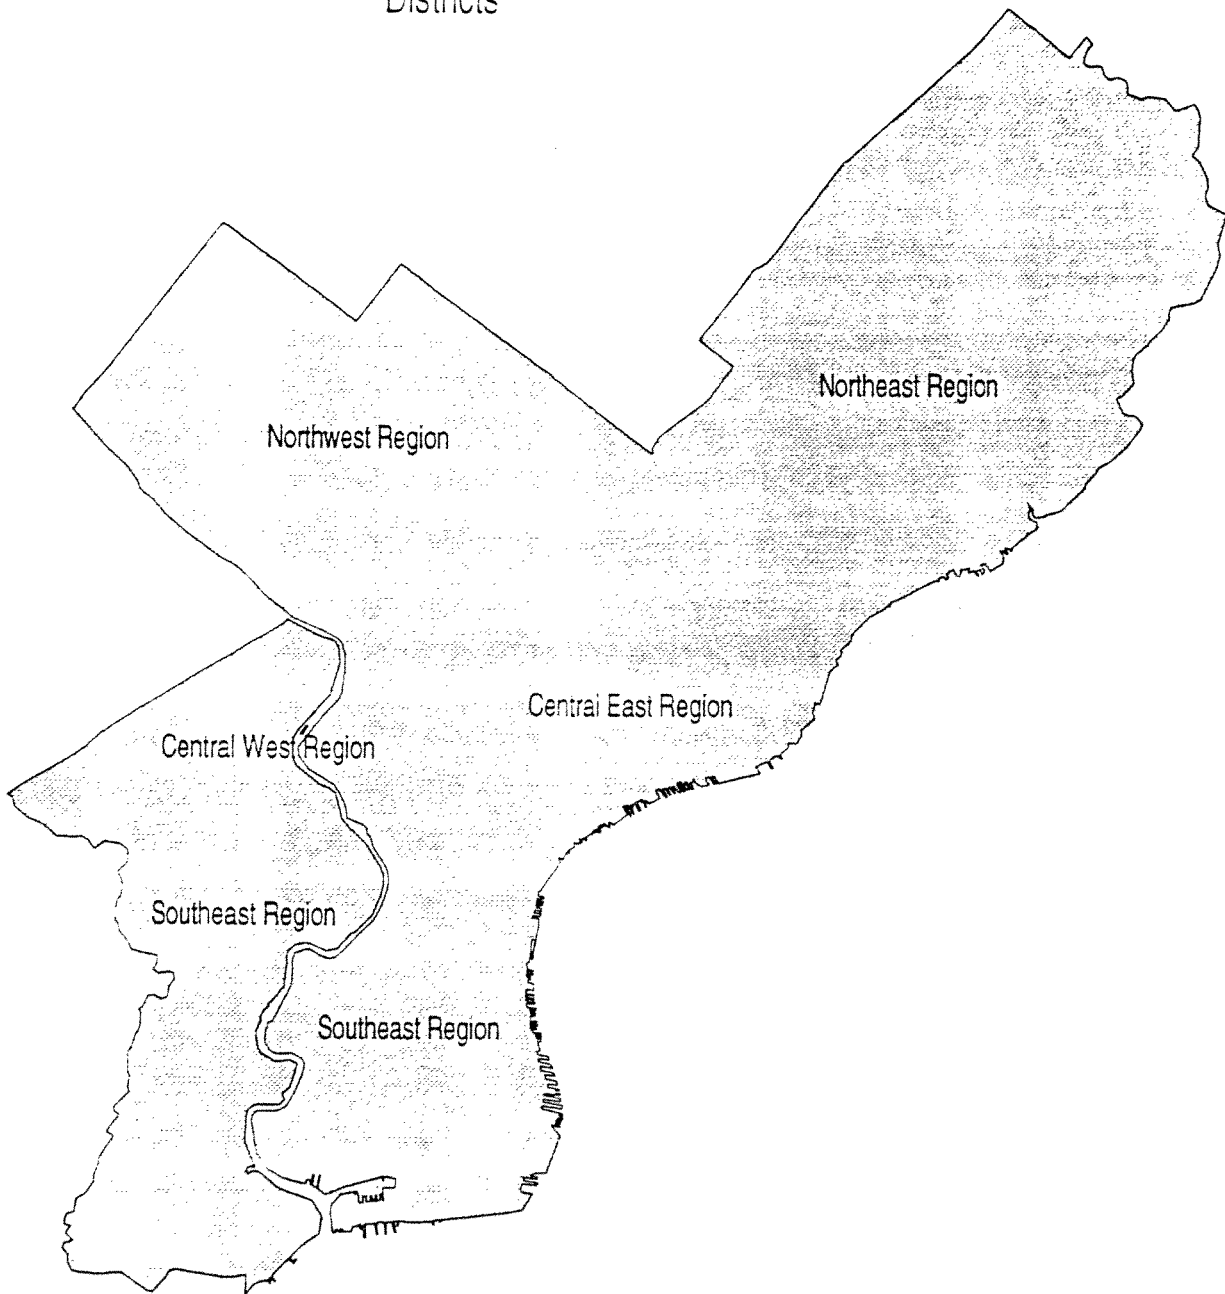 Districts
Northeast Region
Northwest Region
Central East Region
Central West Region
Southeast Region
Southeast Region